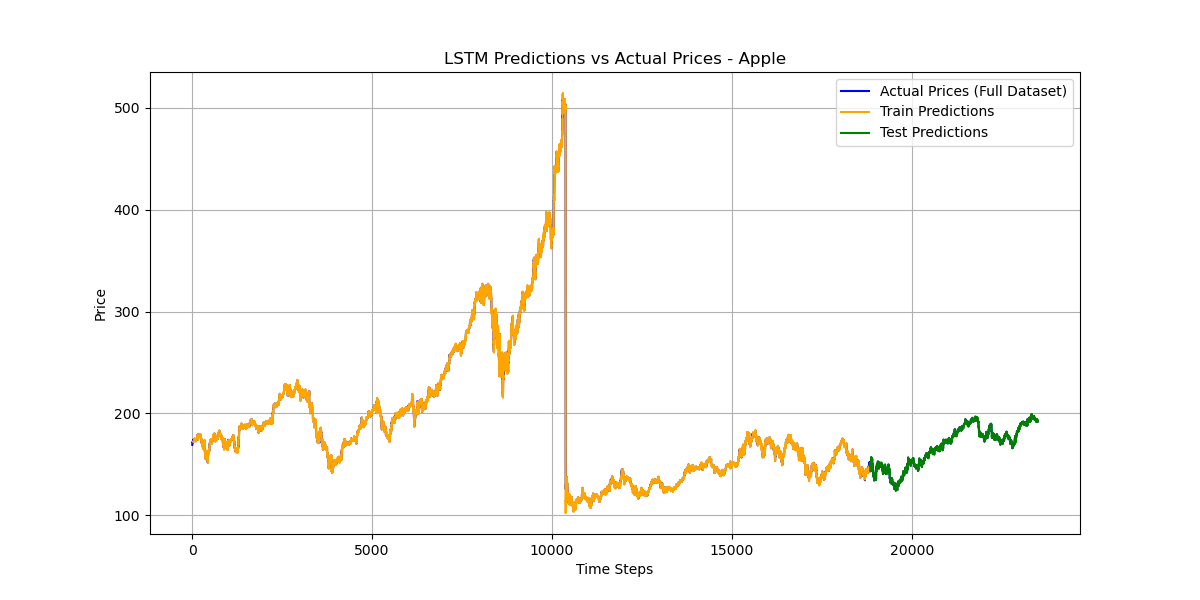 LSTM Predictions vs Actual Prices - Apple
Actual Prices (Full Dataset)
Train Predictions
Test Predictions
500
400
300
200
100
Price
0
5000
10000
15000
20000
Time Steps